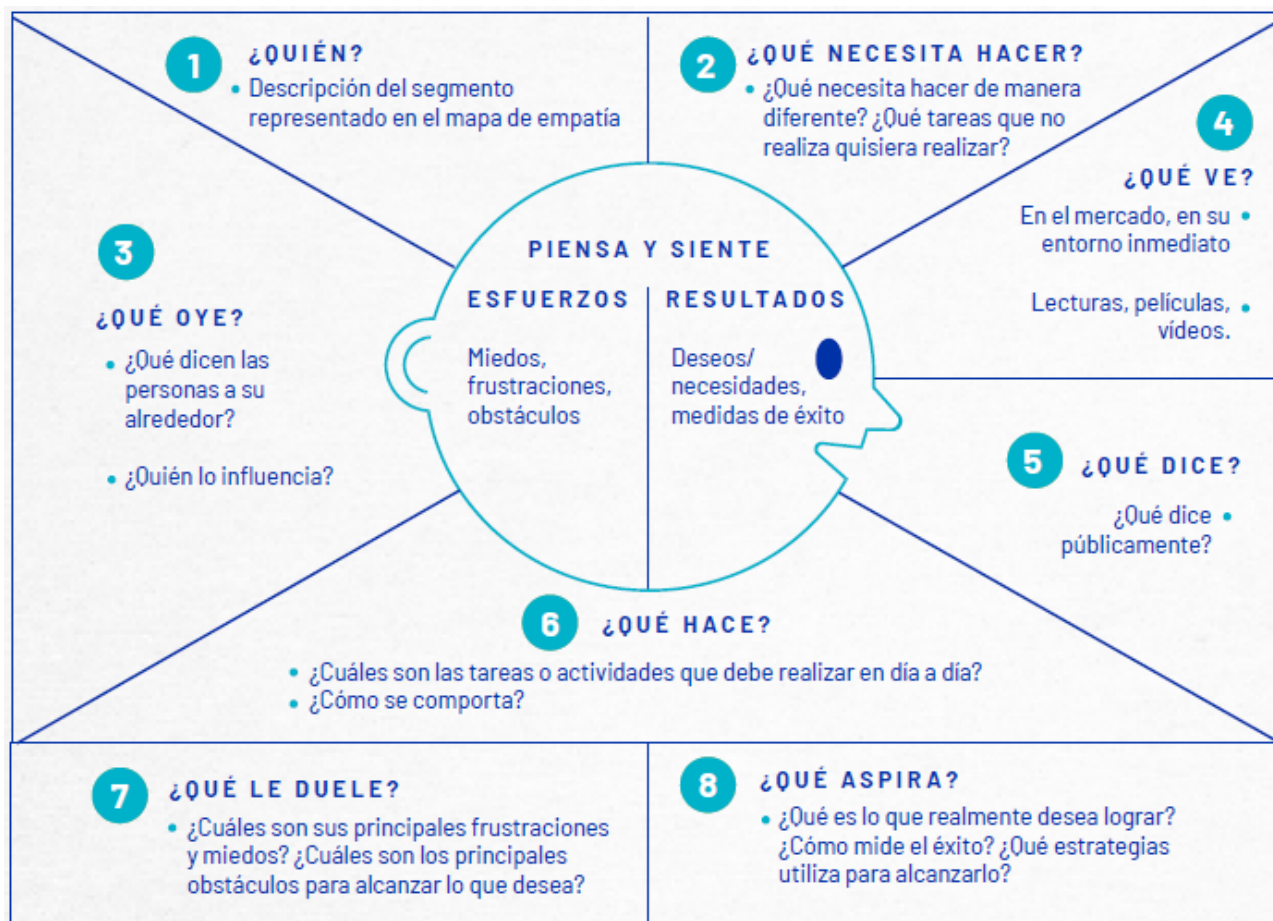 1
¿QUIÉN?
• Descripción del segmento
representado en el mapa de empatía
2
¿QUÉ NECESITA HACER?
• ¿Qué necesita hacer de manera
diferente? ¿Qué tareas que no
realiza quisiera realizar?
3
¿QUÉ OYE?
• ¿Qué dicen las
personas a su
alrededor?
• ¿Quién lo influencia?
PIENSA Y SIENTE
ESFUERZOS
Miedos,
frustraciones,
obstáculos
RESULTADOS
Deseos/
necesidades,
medidas de éxito
4
¿QUÉ VE?
En el mercado, en su •
entorno inmediato
Lecturas, películas, •
vídeos.
5
¿QUÉ DICE?
¿Qué dice •
públicamente?
6
¿QUÉ HACE?
• ¿Cuáles son las tareas o actividades que debe realizar en día a día?
• ¿Cómo se comporta?
7
¿QUÉ LE DUELE?
• ¿Cuáles son sus principales frustraciones
y miedos? ¿Cuáles son los principales
obstáculos para alcanzar lo que desea?
8
¿QUÉ ASPIRA?
• ¿Qué es lo que realmente desea lograr?
¿Cómo mide el éxito? ¿Qué estrategias
utiliza para alcanzarlo?